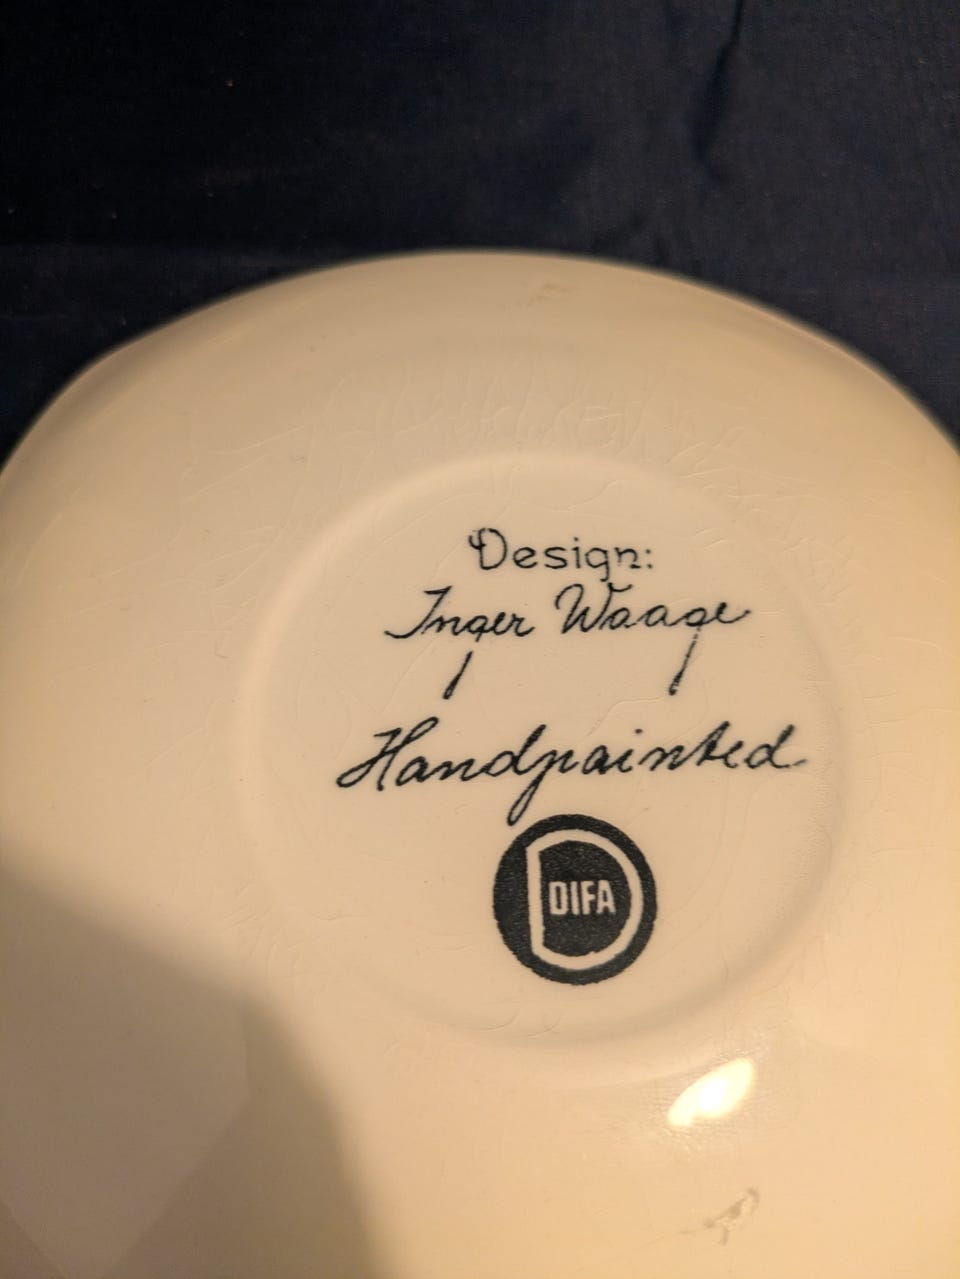 Design:
Inger Waage
Handpainted
DIFA